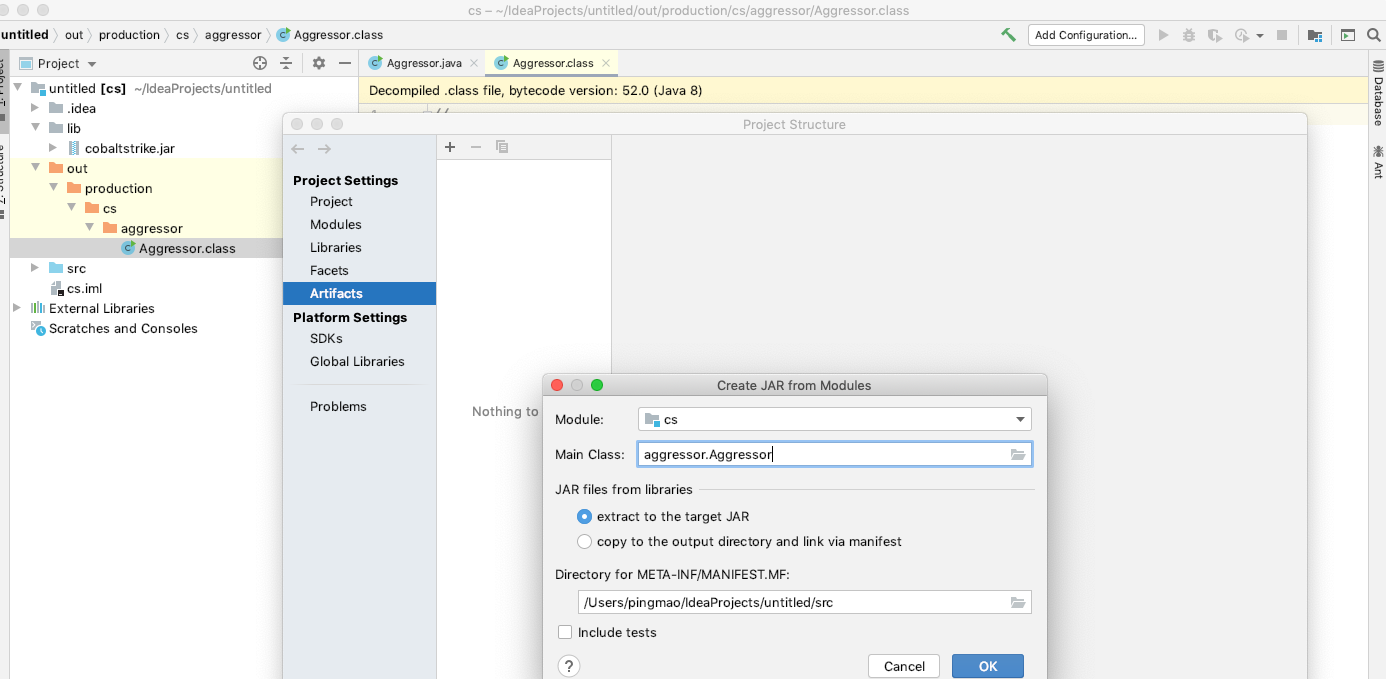 cs – ~/IdeaProjects/untitled/out/production/cs/aggressor/Aggressor.class
untitled out production cs aggressor Aggressor.class Add Configuration...
Project Aggressor.java Aggressor.class
Decompiled .class file, bytecode version: 52.0 (Java 8)
untitled [cs] ~/IdeaProjects/untitled
.idea
lib
cobaltstrike.jar
out
production
cs
aggressor
Aggressor.class
src
cs.iml
External Libraries
Scratches and Consoles
Database
Ant
1 //
Project Structure
Project Settings
Project
Modules
Libraries
Facets
Artifacts
Platform Settings
SDKs
Global Libraries
Problems
Nothing to
Create JAR from Modules
Module: cs
Main Class: aggressor.Aggressor
JAR files from libraries
extract to the target JAR
copy to the output directory and link via manifest
Directory for META-INF/MANIFEST.MF:
/Users/pingmao/IdeaProjects/untitled/src
Include tests
? Cancel OK